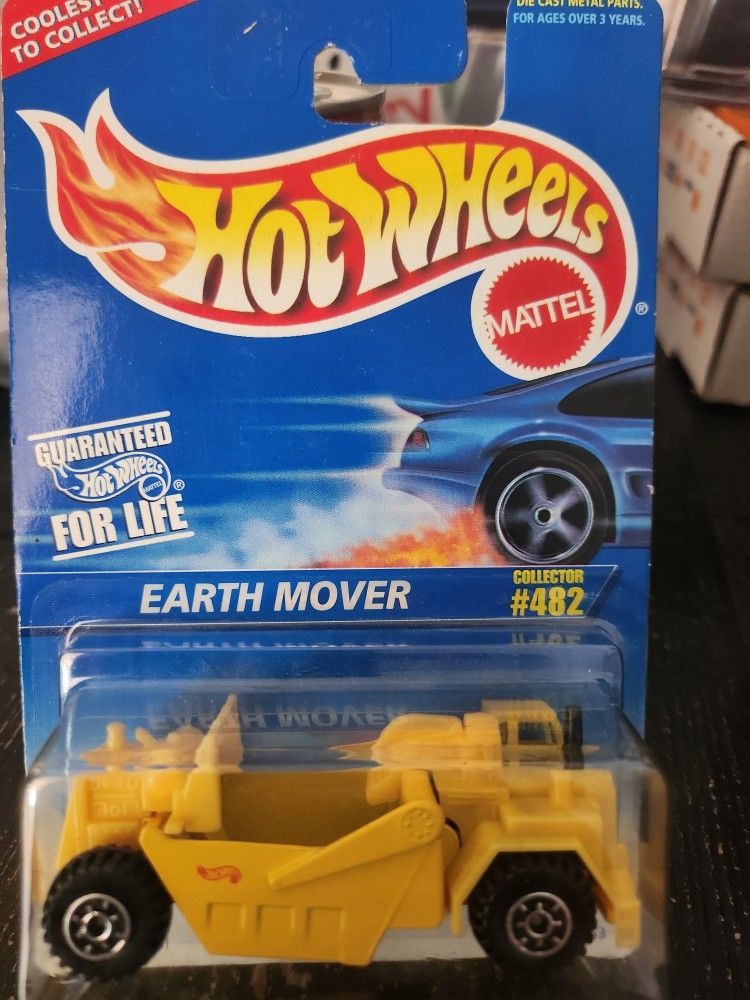 COOLEST
TO COLLECT!
DIE CAST METAL PARTS.
FOR AGES OVER 3 YEARS.
HOT WHEELS
MATTEL
®
GUARANTEED
HOT WHEELS
MATTEL
®
FOR LIFE
EARTH MOVER
COLLECTOR
#482